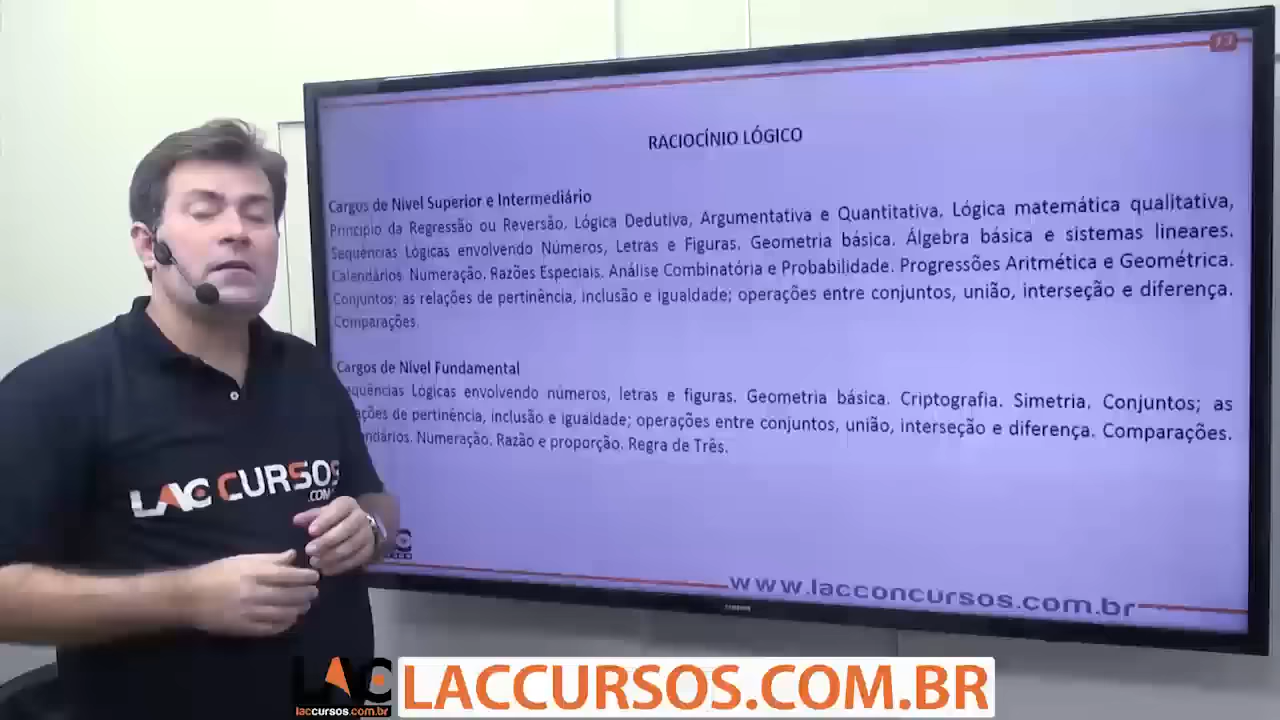 13
RACIOCÍNIO LÓGICO
Cargos de Nível Superior e Intermediário
Princípio da Regressão ou Reversão. Lógica Dedutiva, Argumentativa e Quantitativa. Lógica matemática qualitativa,
Sequências Lógicas envolvendo Números, Letras e Figuras. Geometria básica. Álgebra básica e sistemas lineares.
Calendários. Numeração. Razões Especiais. Análise Combinatória e Probabilidade. Progressões Aritmética e Geométrica.
Conjuntos; as relações de pertinência, inclusão e igualdade; operações entre conjuntos, união, interseção e diferença.
Comparações.
Cargos de Nível Fundamental
quências Lógicas envolvendo números, letras e figuras. Geometria básica. Criptografia. Simetria. Conjuntos; as
ações de pertinência, inclusão e igualdade; operações entre conjuntos, união, interseção e diferença. Comparações.
ndários. Numeração. Razão e proporção. Regra de Três.
LAC CURSOS
.COM
www.lacconcursos.com.br
SAMSUNG
LAC
laccursos.com.br
LACCURSOS.COM.BR